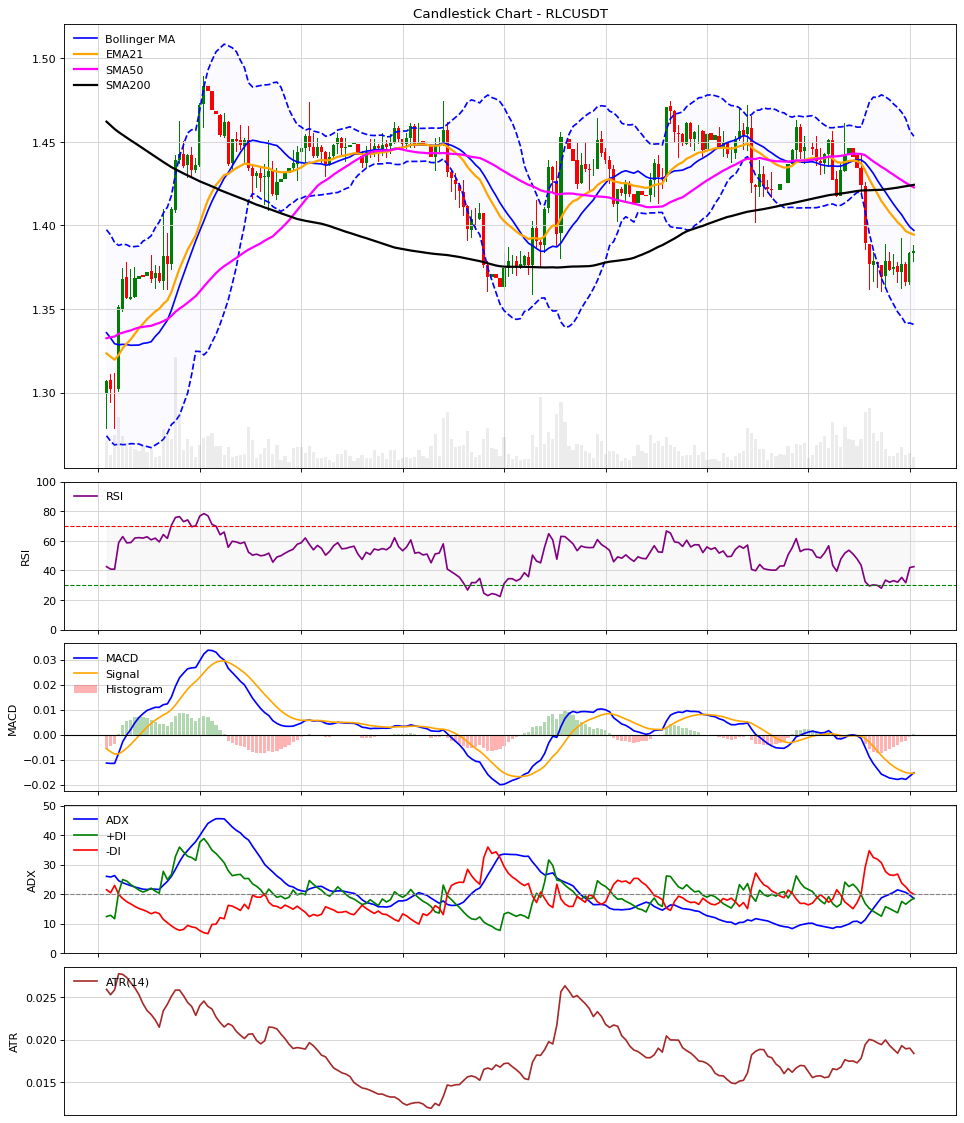 Candlestick Chart - RLCUSDT
Bollinger MA
EMA21
SMA50
SMA200
1.50
1.45
1.40
1.35
1.30
RSI
100
80
60
40
20
0
RSI
MACD
Signal
Histogram
0.03
0.02
0.01
0.00
−0.01
−0.02
MACD
ADX
+DI
-DI
50
40
30
20
10
0
ADX
ATR(14)
0.025
0.020
0.015
ATR